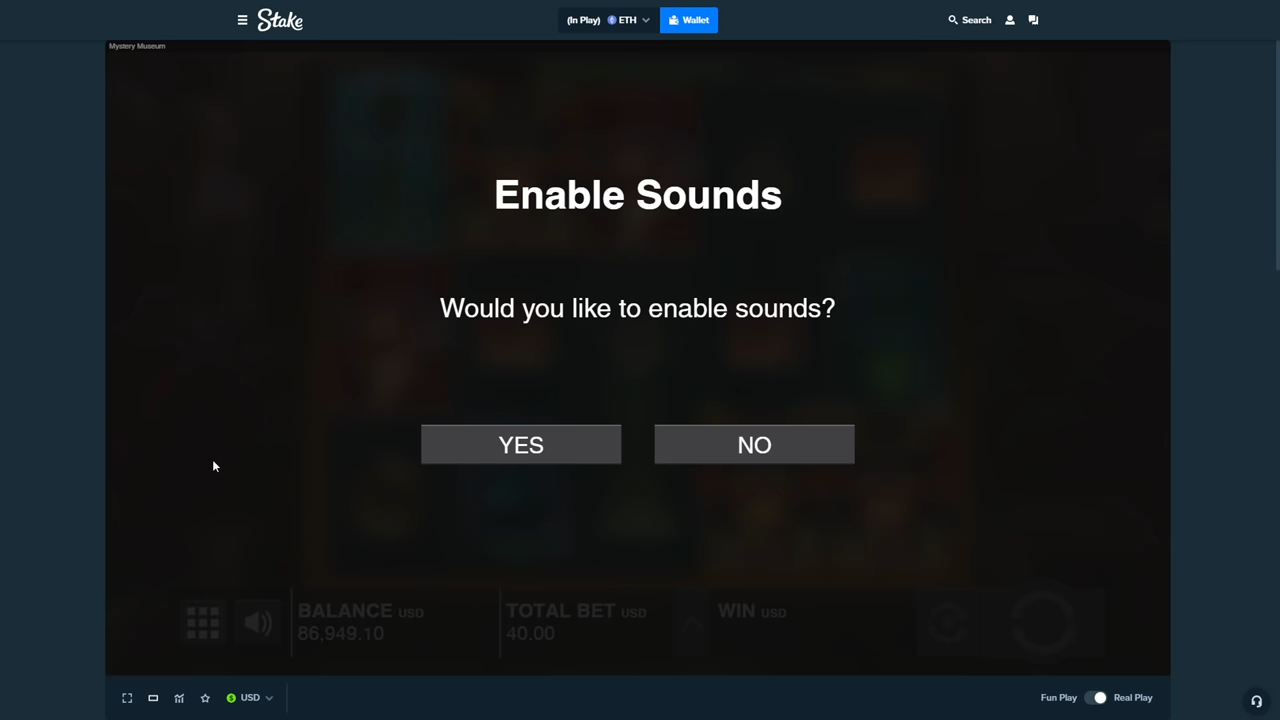 Stake
(In Play) ETH Wallet
Search
Mystery Museum
Enable Sounds
Would you like to enable sounds?
YES NO
BALANCE USD TOTAL BET USD WIN USD
86,949.10 40.00
USD
Fun Play Real Play